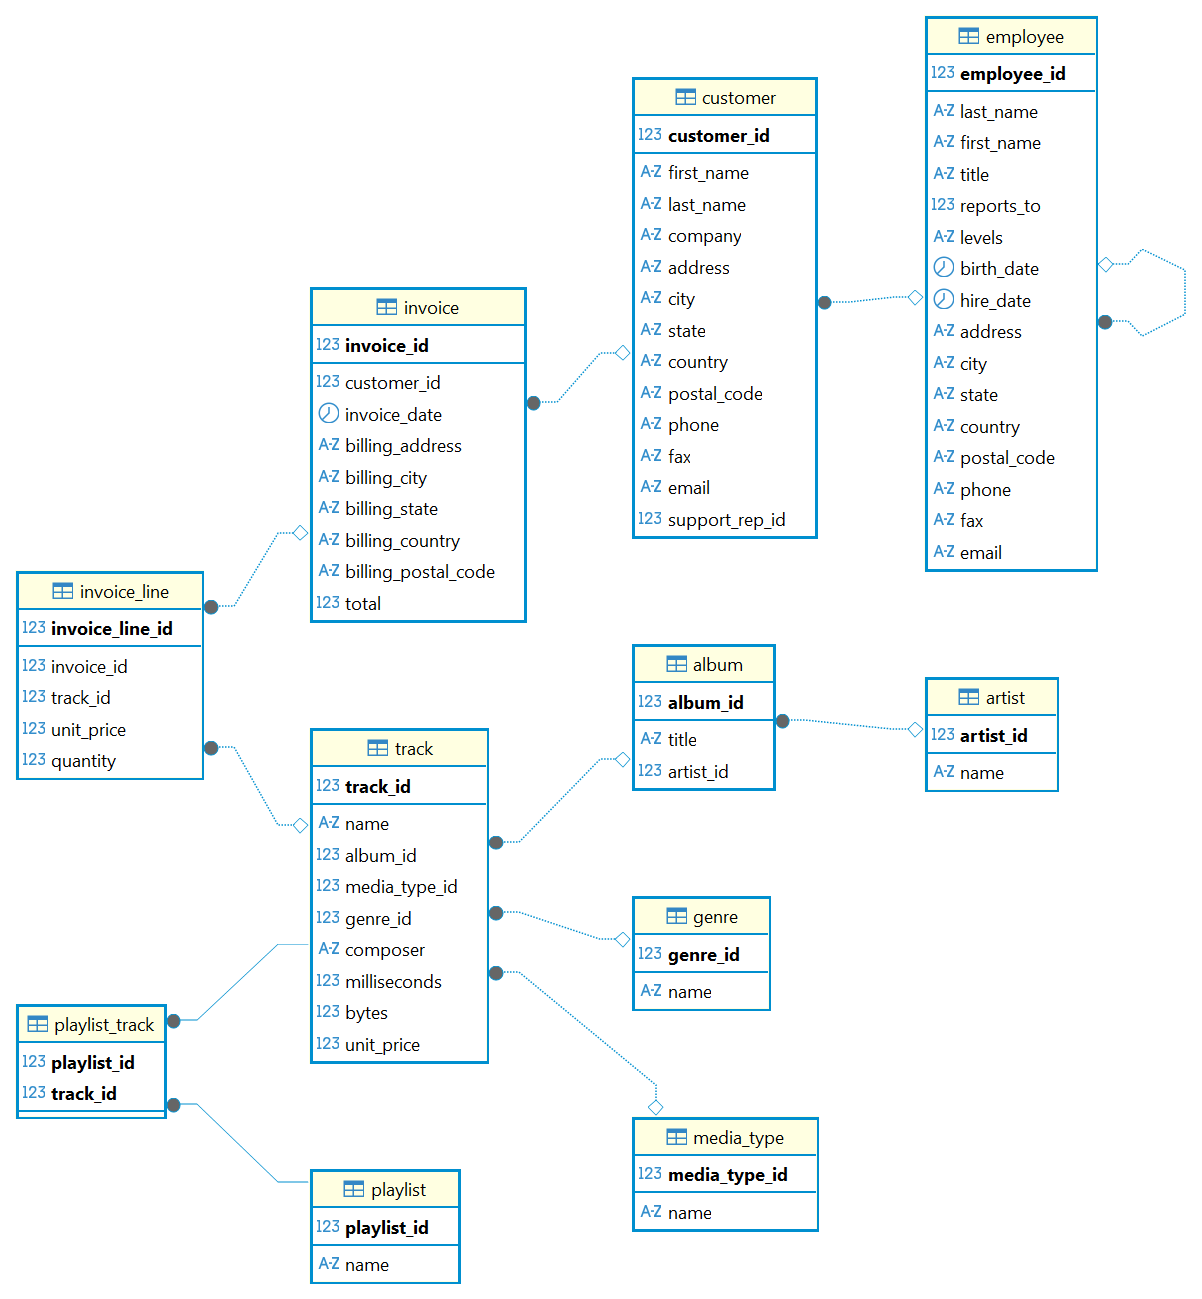 employee
123 employee_id
A-Z last_name
A-Z first_name
A-Z title
123 reports_to
A-Z levels
birth_date
hire_date
A-Z address
A-Z city
A-Z state
A-Z country
A-Z postal_code
A-Z phone
A-Z fax
A-Z email
customer
123 customer_id
A-Z first_name
A-Z last_name
A-Z company
A-Z address
A-Z city
A-Z state
A-Z country
A-Z postal_code
A-Z phone
A-Z fax
A-Z email
123 support_rep_id
invoice
123 invoice_id
123 customer_id
invoice_date
A-Z billing_address
A-Z billing_city
A-Z billing_state
A-Z billing_country
A-Z billing_postal_code
123 total
invoice_line
123 invoice_line_id
123 invoice_id
123 track_id
123 unit_price
123 quantity
album
123 album_id
A-Z title
123 artist_id
artist
123 artist_id
A-Z name
track
123 track_id
A-Z name
123 album_id
123 media_type_id
123 genre_id
A-Z composer
123 milliseconds
123 bytes
123 unit_price
genre
123 genre_id
A-Z name
playlist_track
123 playlist_id
123 track_id
media_type
123 media_type_id
A-Z name
playlist
123 playlist_id
A-Z name